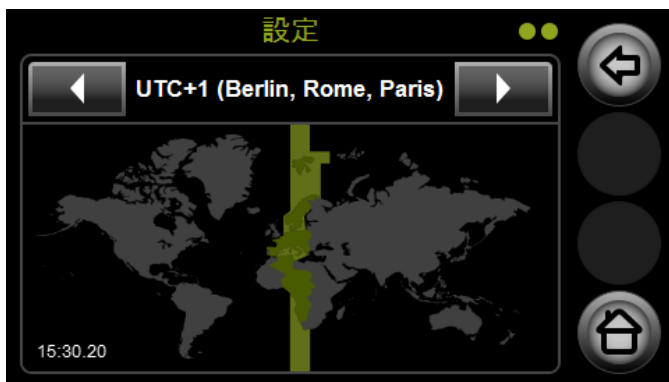 設定
UTC+1 (Berlin, Rome, Paris)
15:30.20